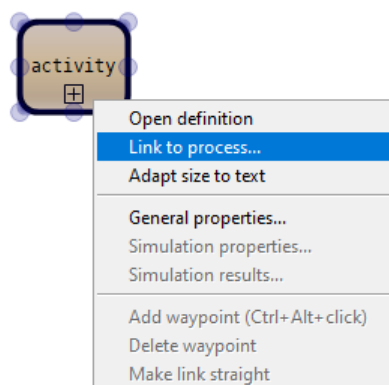 activity
Open definition
Link to process...
Adapt size to text
General properties...
Simulation properties...
Simulation results...
Add waypoint (Ctrl+Alt+click)
Delete waypoint
Make link straight